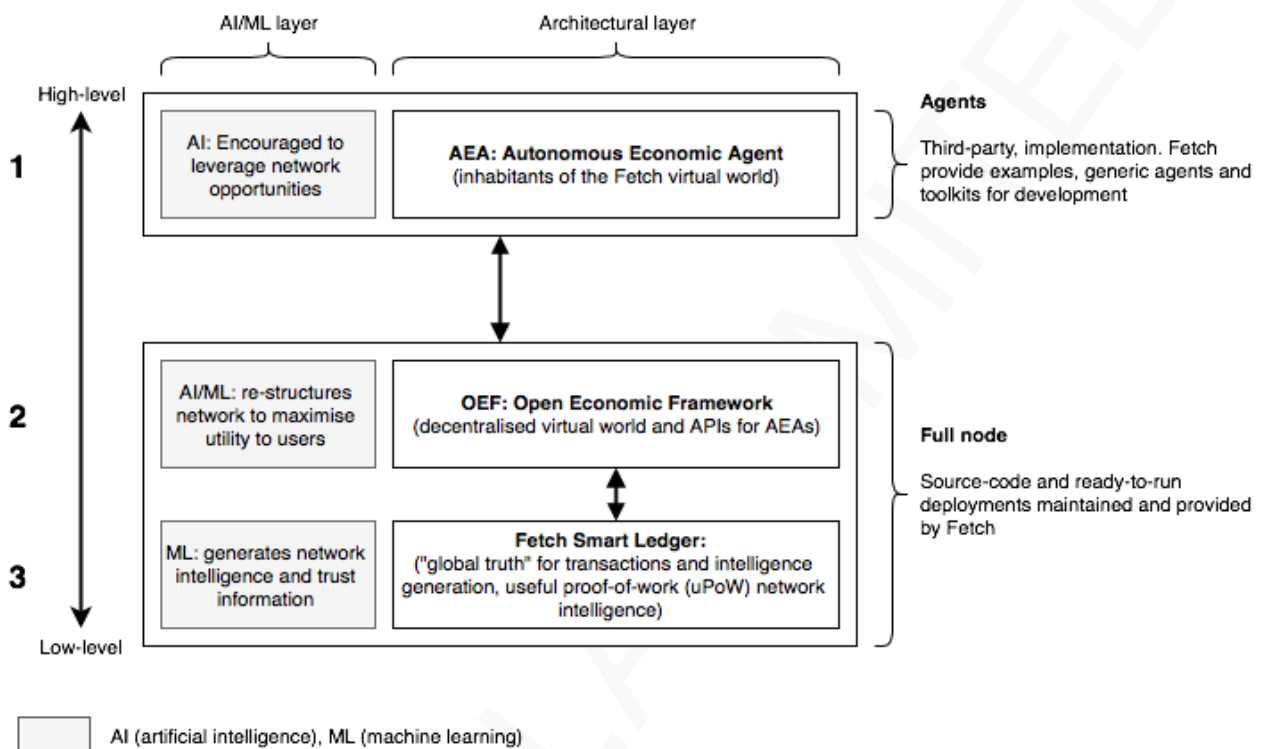 AI/ML layer
Architectural layer
High-level
1
AI: Encouraged to
leverage network
opportunities
AEA: Autonomous Economic Agent
(inhabitants of the Fetch virtual world)
Agents
Third-party, implementation. Fetch
provide examples, generic agents and
toolkits for development
2
AI/ML: re-structures
network to maximise
utility to users
OEF: Open Economic Framework
(decentralised virtual world and APIs for AEAs)
Full node
Source-code and ready-to-run
deployments maintained and provided
by Fetch
3
ML: generates network
intelligence and trust
information
Fetch Smart Ledger:
("global truth" for transactions and intelligence
generation, useful proof-of-work (uPoW) network
intelligence)
Low-level
AI (artificial intelligence), ML (machine learning)